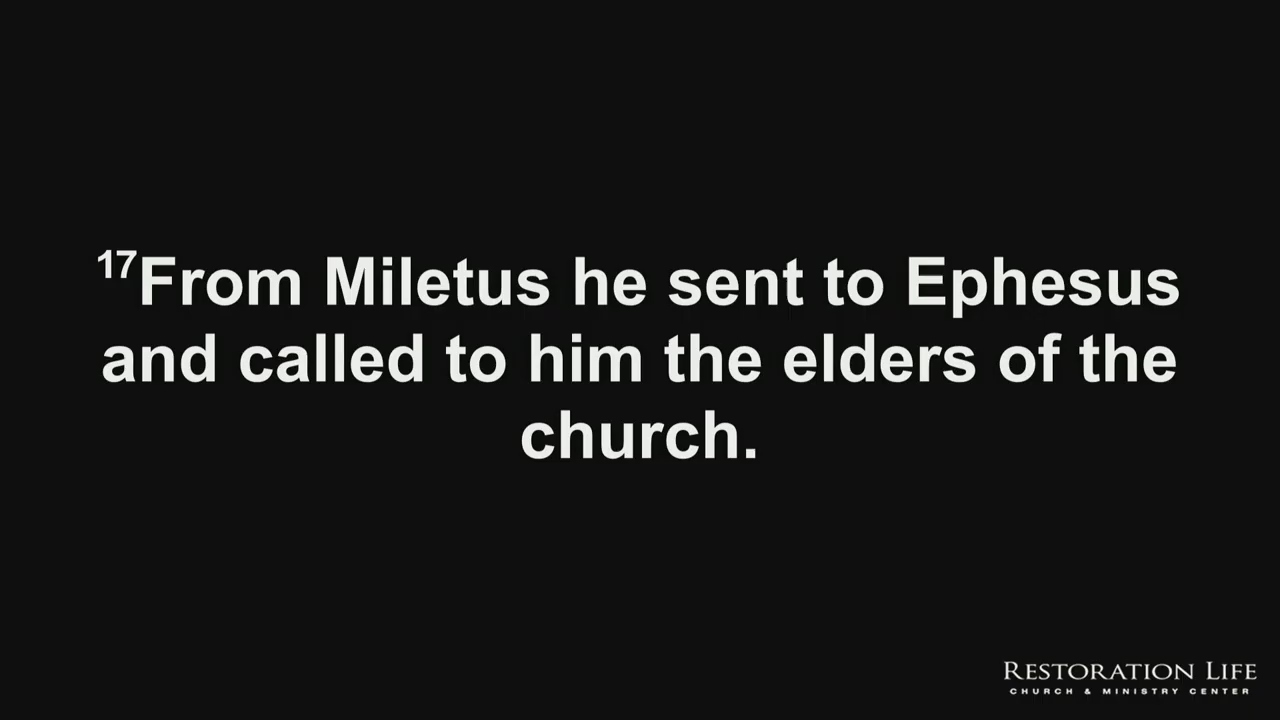 17From Miletus he sent to Ephesus
and called to him the elders of the
church.
RESTORATION LIFE
CHURCH & MINISTRY CENTER